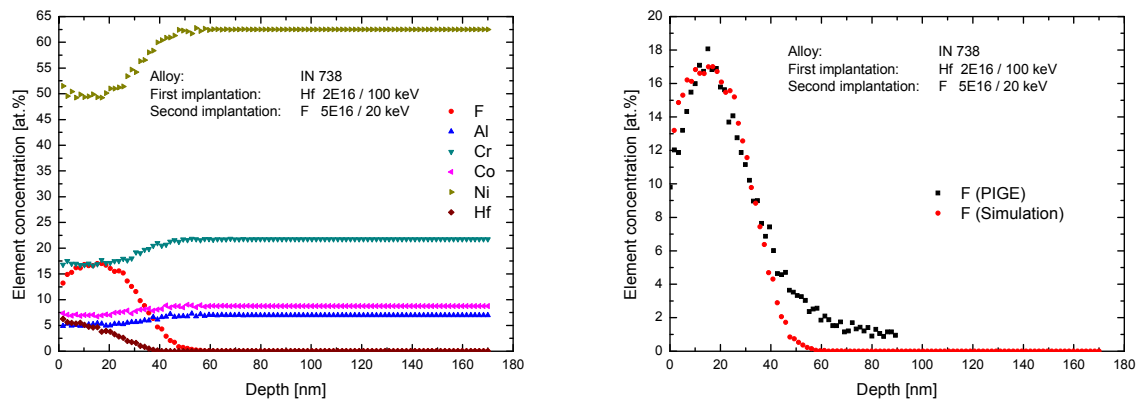 65
60
55
50
45
40
35
30
25
20
15
10
5
0
Element concentration [at.%]
Alloy: IN 738
First implantation: Hf 2E16 / 100 keV
Second implantation: F 5E16 / 20 keV
F
Al
Cr
Co
Ni
Hf
0 20 40 60 80 100 120 140 160 180
Depth [nm]
20
18
16
14
12
10
8
6
4
2
0
Element concentration [at.%]
Alloy: IN 738
First implantation: Hf 2E16 / 100 keV
Second implantation: F 5E16 / 20 keV
F (PIGE)
F (Simulation)
0 20 40 60 80 100 120 140 160 180
Depth [nm]